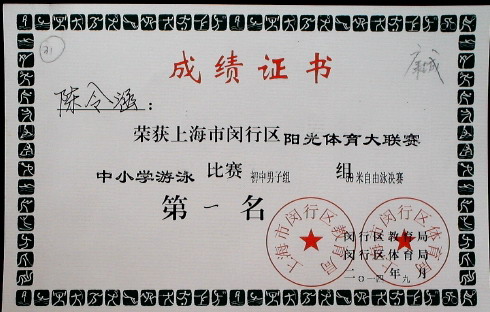 21
成绩证书
康城
陈令涵：
荣获上海市闵行区阳光体育大联赛
中小学游泳 比赛 初中男子组 组 米自由泳决赛
第一名
上海市闵行区教育局
闵行区体育局
闵行区教育局
闵行区体育局
二〇一四年九月